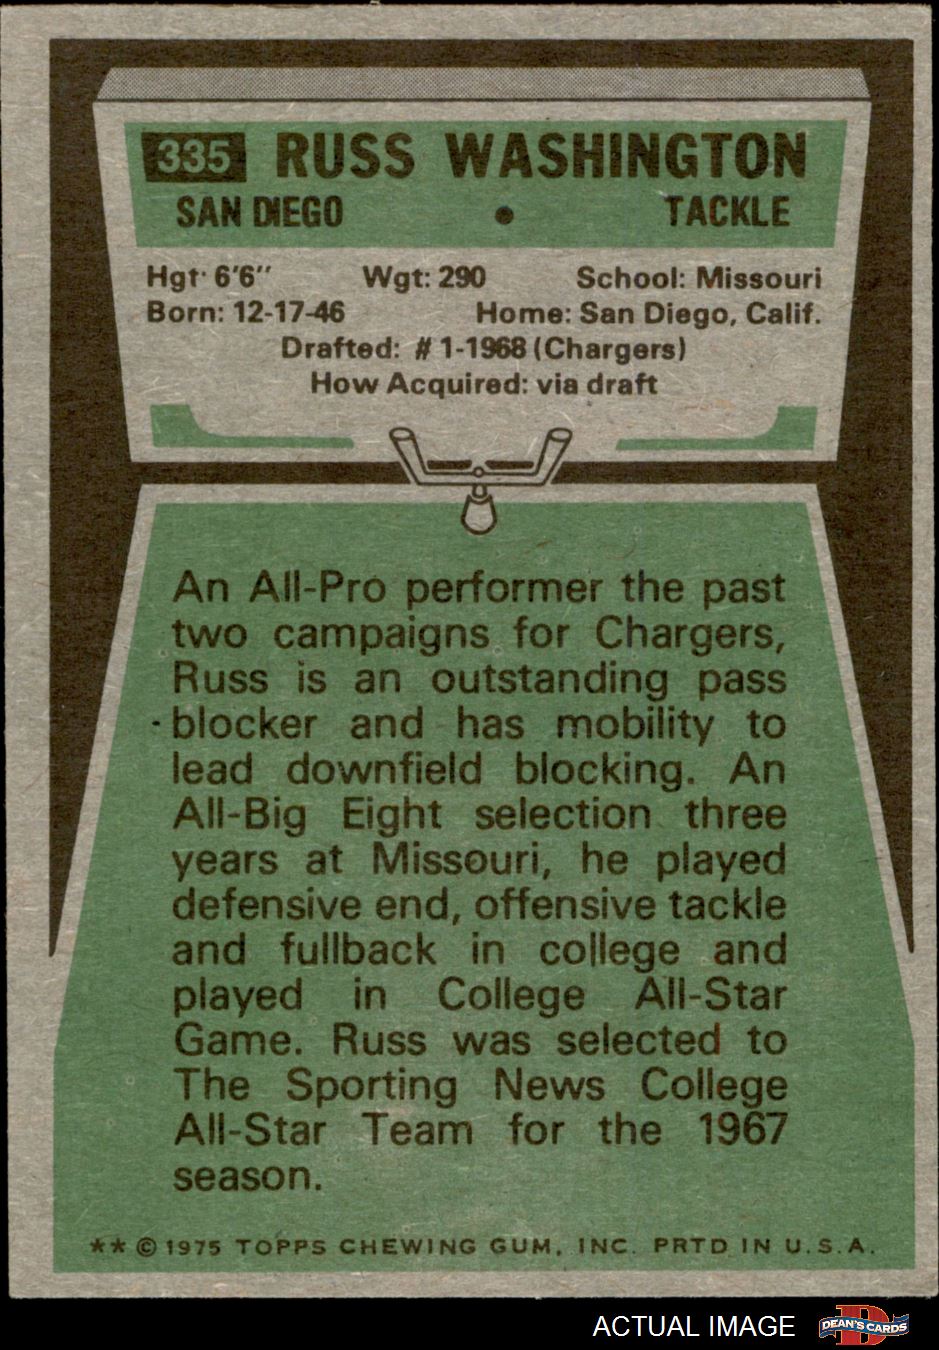 335 RUSS WASHINGTON
SAN DIEGO • TACKLE
Hgt: 6'6" Wgt: 290 School: Missouri
Born: 12-17-46 Home: San Diego, Calif.
Drafted: #1-1968 (Chargers)
How Acquired: via draft
An All-Pro performer the past
two campaigns for Chargers,
Russ is an outstanding pass
blocker and has mobility to
lead downfield blocking. An
All-Big Eight selection three
years at Missouri, he played
defensive end, offensive tackle
and fullback in college and
played in College All-Star
Game. Russ was selected to
The Sporting News College
All-Star Team for the 1967
season.
** © 1975 TOPPS CHEWING GUM, INC. PRTD IN U.S.A.
ACTUAL IMAGE
D
DEAN'S CARDS